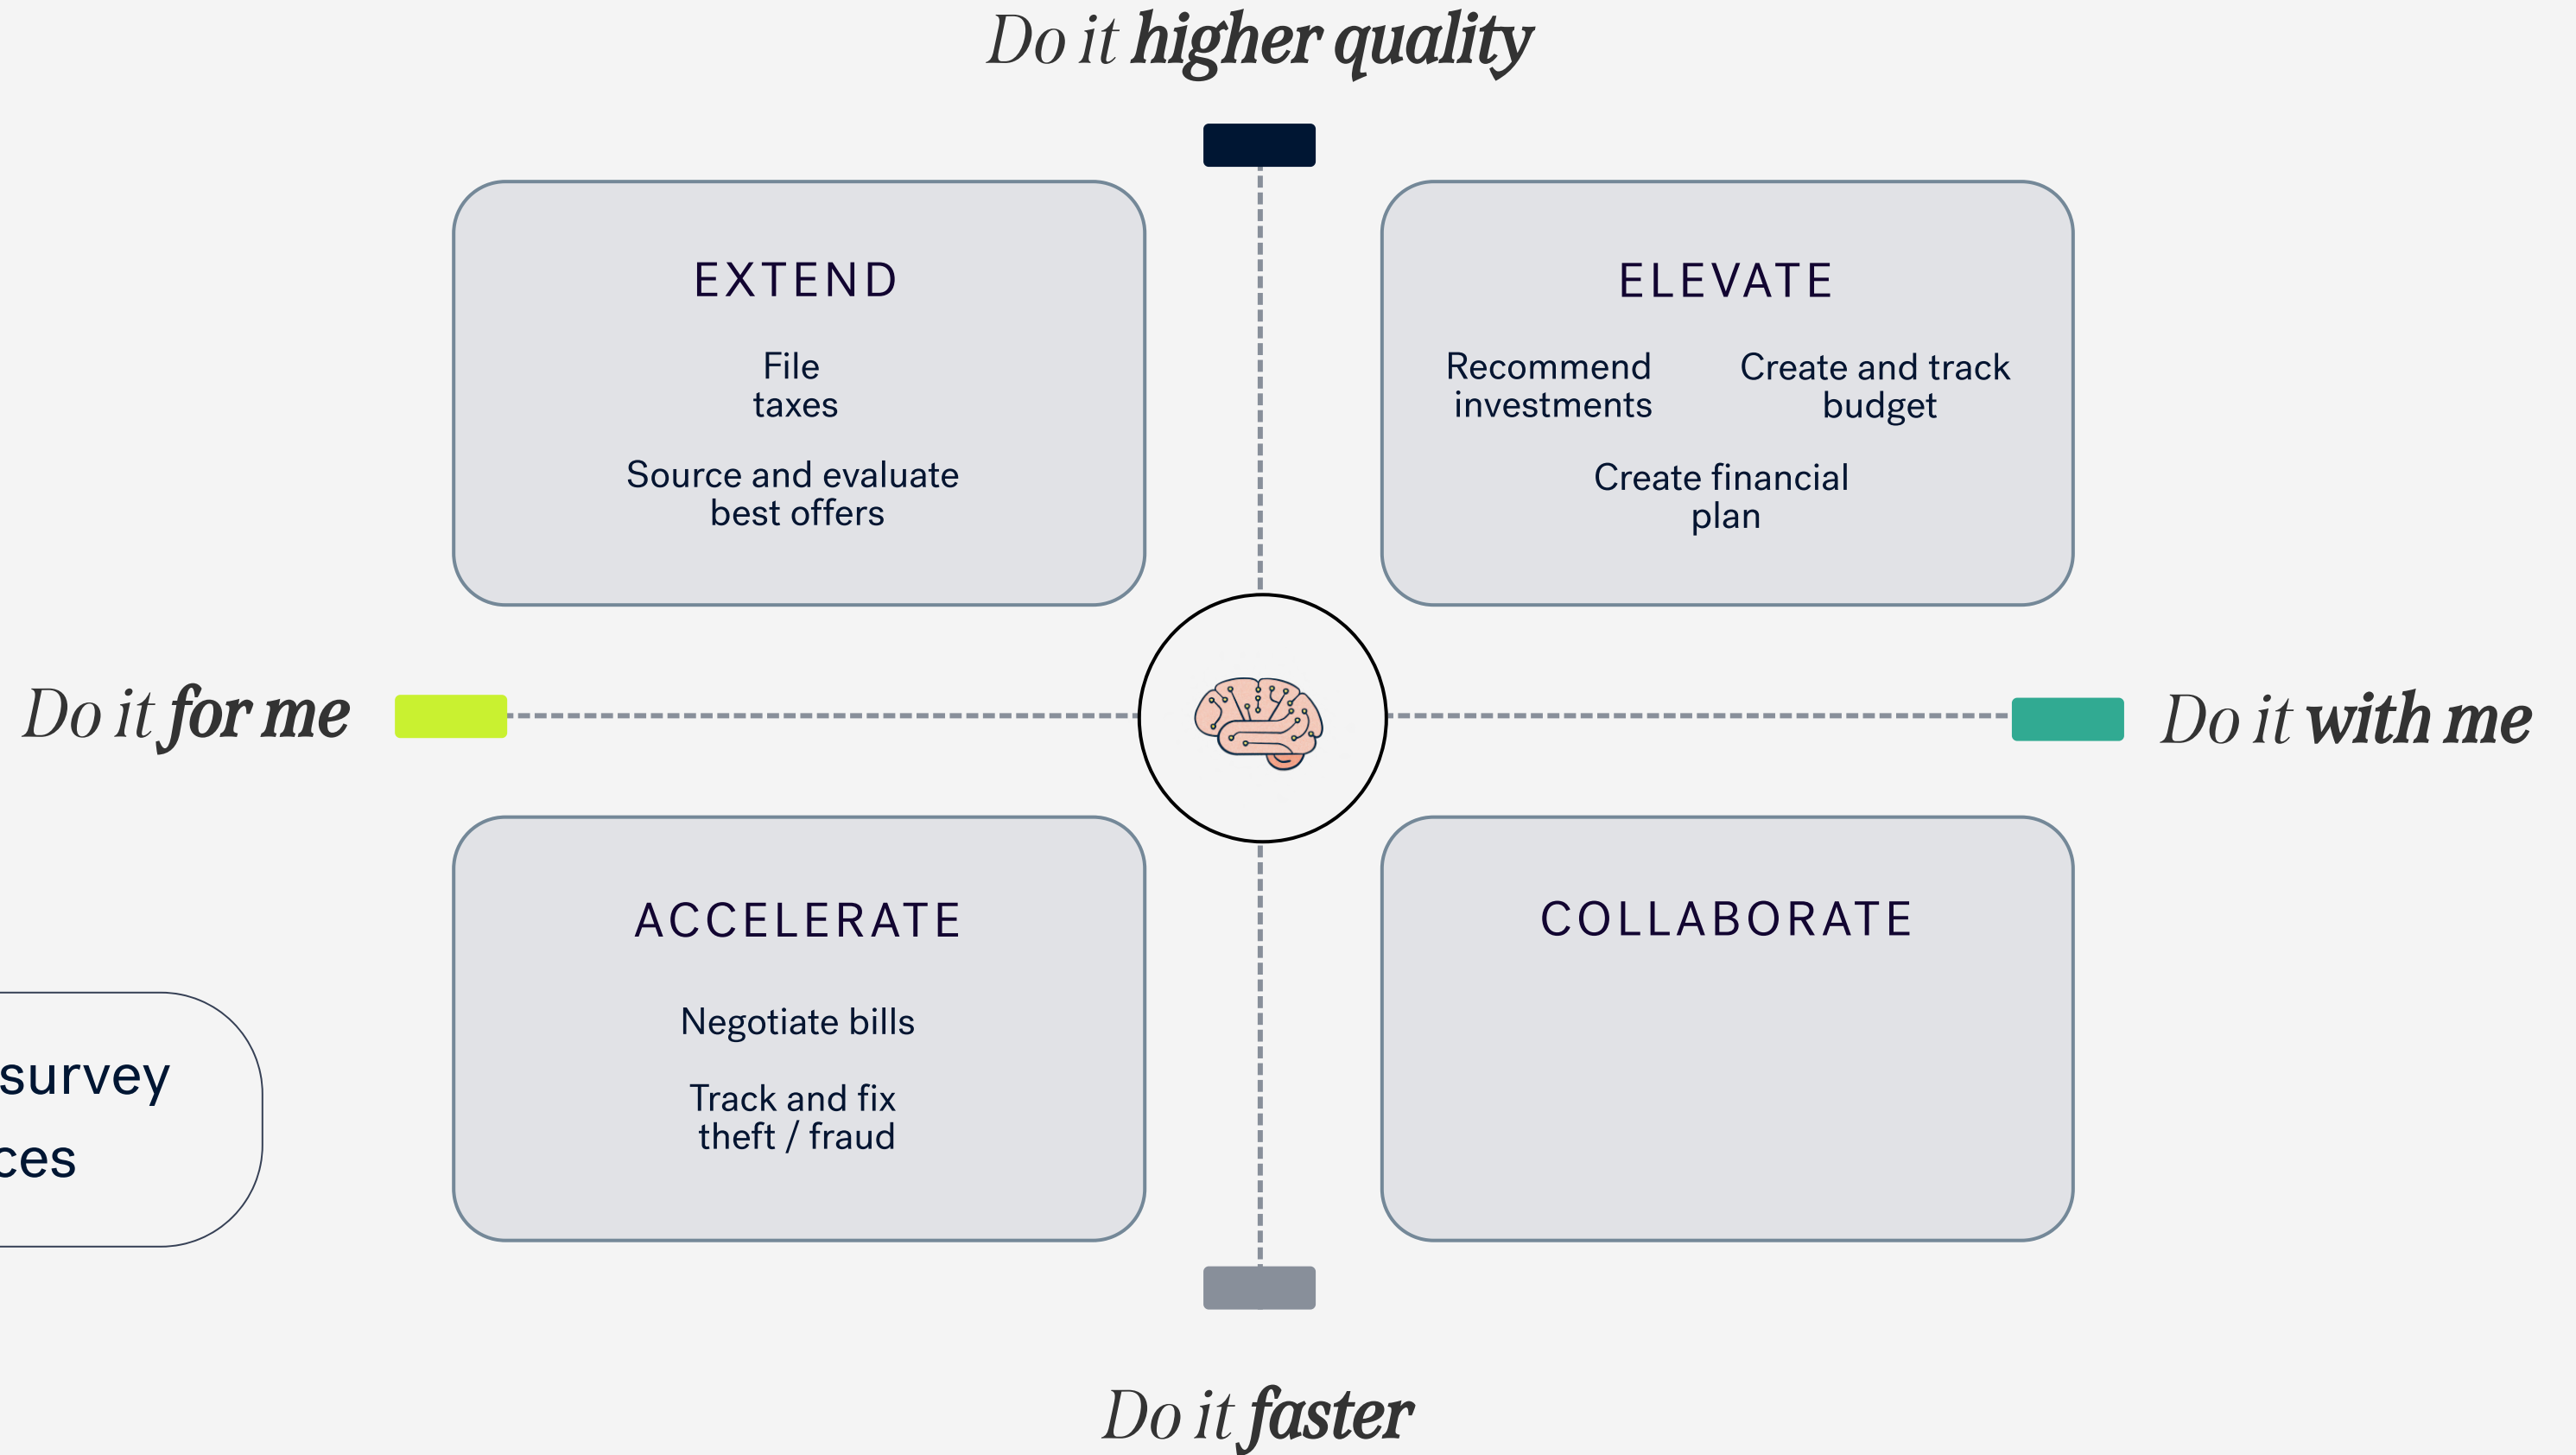 Do it higher quality
EXTEND
File
taxes
Source and evaluate
best offers
ELEVATE
Recommend
investments
Create and track
budget
Create financial
plan
Do it for me
Do it with me
ACCELERATE
Negotiate bills
Track and fix
theft / fraud
COLLABORATE
survey
ces
Do it faster